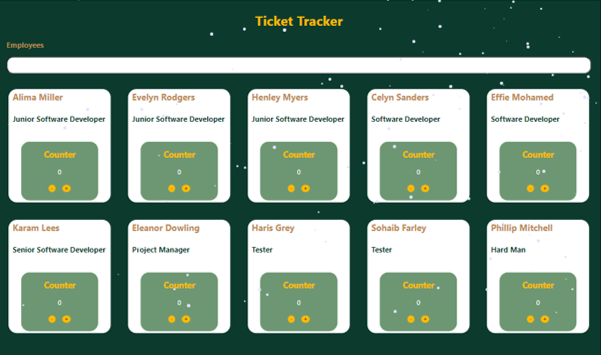 Ticket Tracker
Employees
Alima Miller
Junior Software Developer
Counter
0
- +
Evelyn Rodgers
Junior Software Developer
Counter
0
- +
Henley Myers
Junior Software Developer
Counter
0
- +
Celyn Sanders
Software Developer
Counter
0
- +
Effie Mohamed
Software Developer
Counter
0
- +
Karam Lees
Senior Software Developer
Counter
0
- +
Eleanor Dowling
Project Manager
Counter
0
- +
Haris Grey
Tester
Counter
0
- +
Sohaib Farley
Tester
Counter
0
- +
Phillip Mitchell
Hard Man
Counter
0
- +